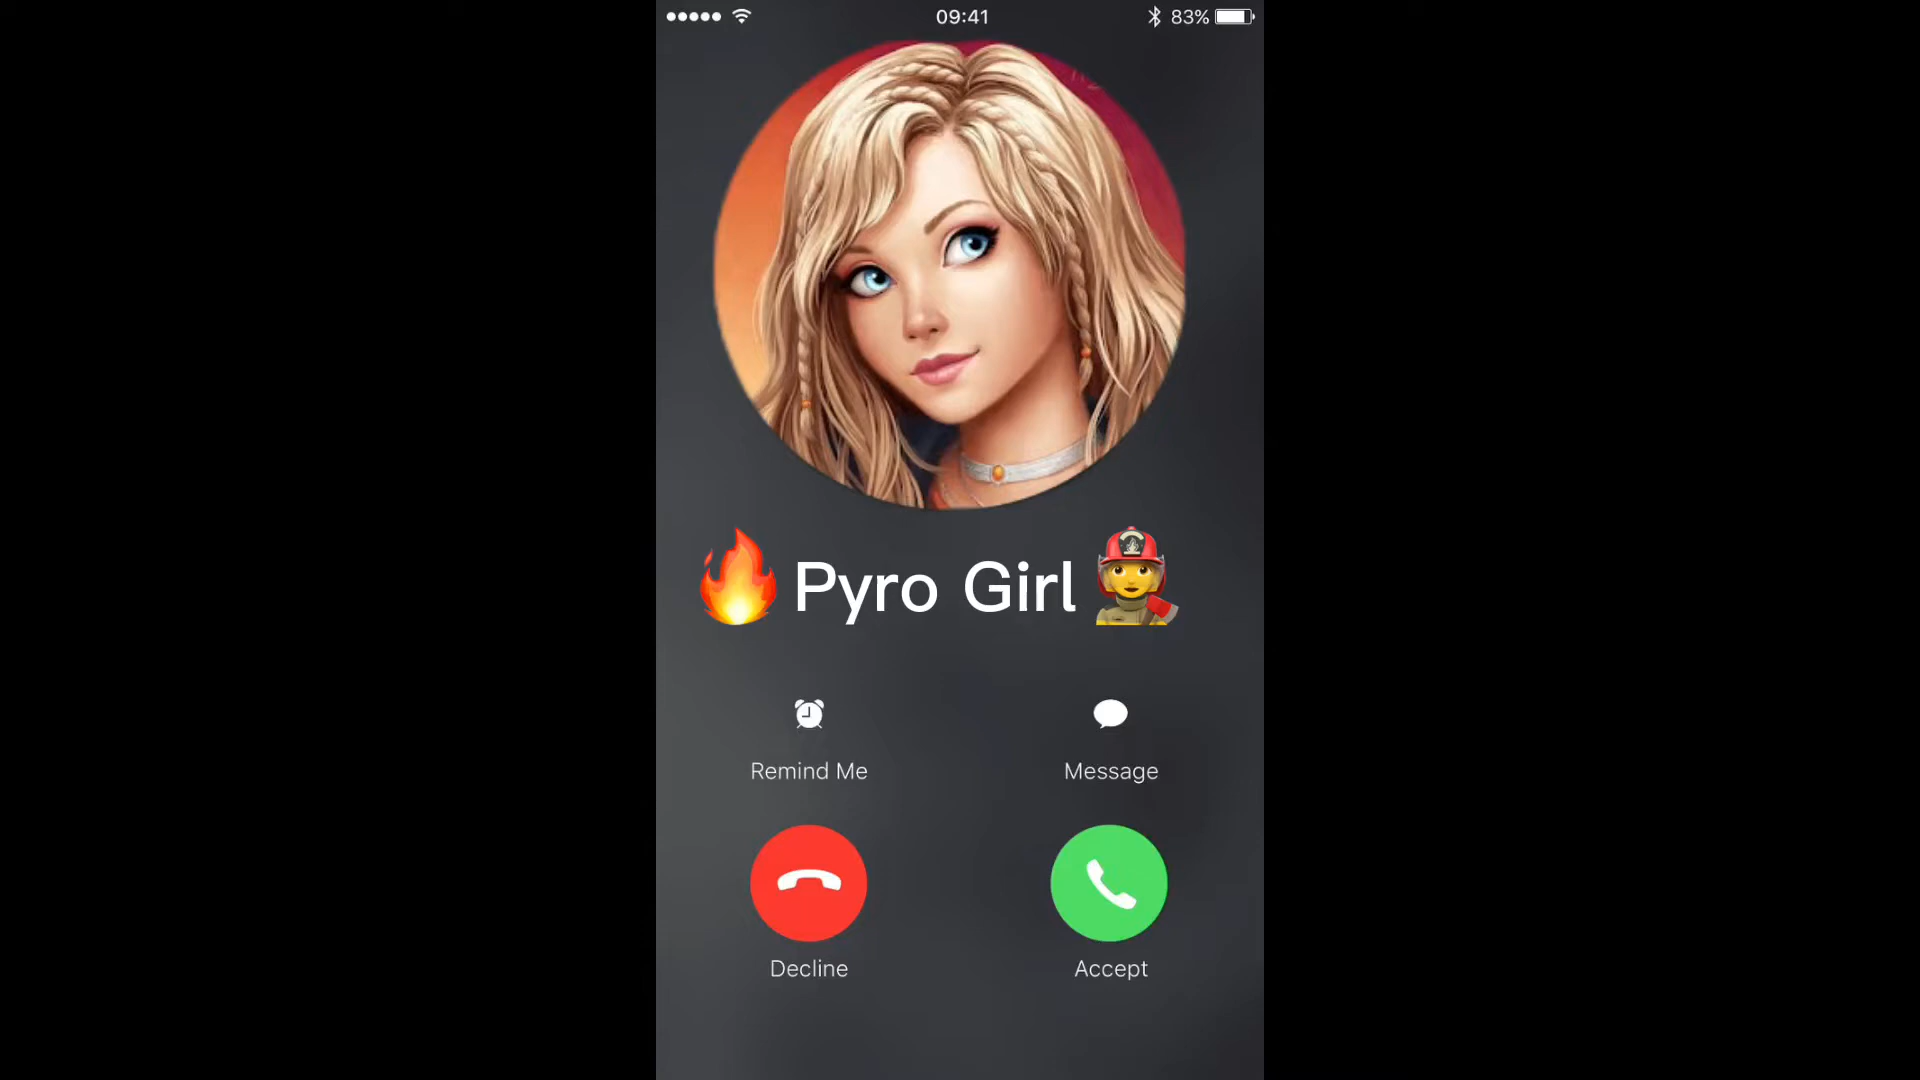 09:41
83%
🔥Pyro Girl👩‍🚒
Remind Me
Message
Decline
Accept